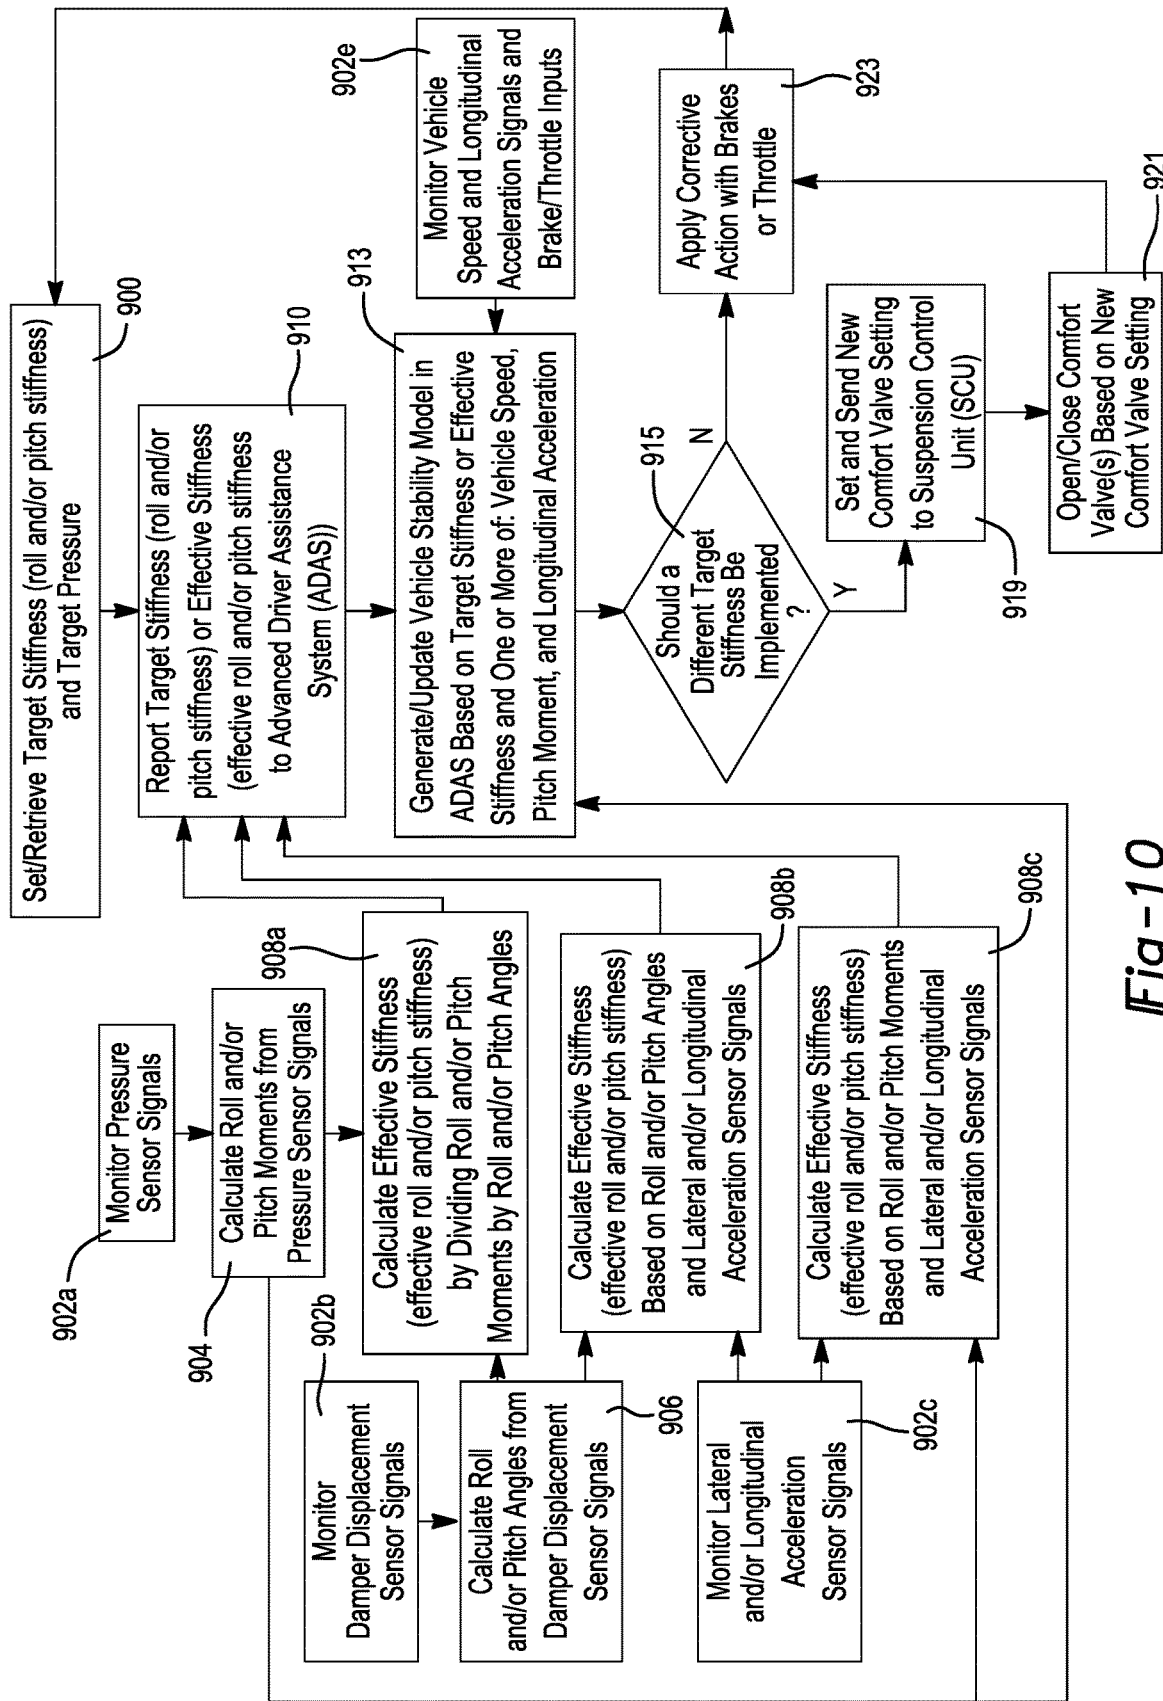 Set/Retrieve Target Stiffness (roll and/or pitch stiffness)
and Target Pressure
900
Monitor Pressure
Sensor Signals
902a
Calculate Roll and/or
Pitch Moments from
Pressure Sensor Signals
904
Report Target Stiffness (roll and/or
pitch stiffness) or Effective Stiffness
(effective roll and/or pitch stiffness
to Advanced Driver Assistance
System (ADAS)
910
Monitor
Damper Displacement
Sensor Signals
902b
Calculate Effective Stiffness
(effective roll and/or pitch stiffness)
by Dividing Roll and/or Pitch
Moments by Roll and/or Pitch Angles
908a
Generate/Update Vehicle Stability Model in
ADAS Based on Target Stiffness or Effective
Stiffness and One or More of: Vehicle Speed,
Pitch Moment, and Longitudinal Acceleration
913
Monitor Vehicle
Speed and Longitudinal
Acceleration Signals and
Brake/Throttle Inputs
902e
Calculate Roll
and/or Pitch Angles from
Damper Displacement
Sensor Signals
906
Calculate Effective Stiffness
(effective roll and/or pitch stiffness)
Based on Roll and/or Pitch Angles
and Lateral and/or Longitudinal
Acceleration Sensor Signals
908b
Monitor Lateral
and/or Longitudinal
Acceleration
Sensor Signals
902c
Calculate Effective Stiffness
(effective roll and/or pitch stiffness)
Based on Roll and/or Pitch Moments
and Lateral and/or Longitudinal
Acceleration Sensor Signals
908c
Should a
Different Target
Stiffness Be
Implemented
?
915
N
Y
Apply Corrective
Action with Brakes
or Throttle
923
Set and Send New
Comfort Valve Setting
to Suspension Control
Unit (SCU)
919
Open/Close Comfort
Valve(s) Based on New
Comfort Valve Setting
921
Fig-10